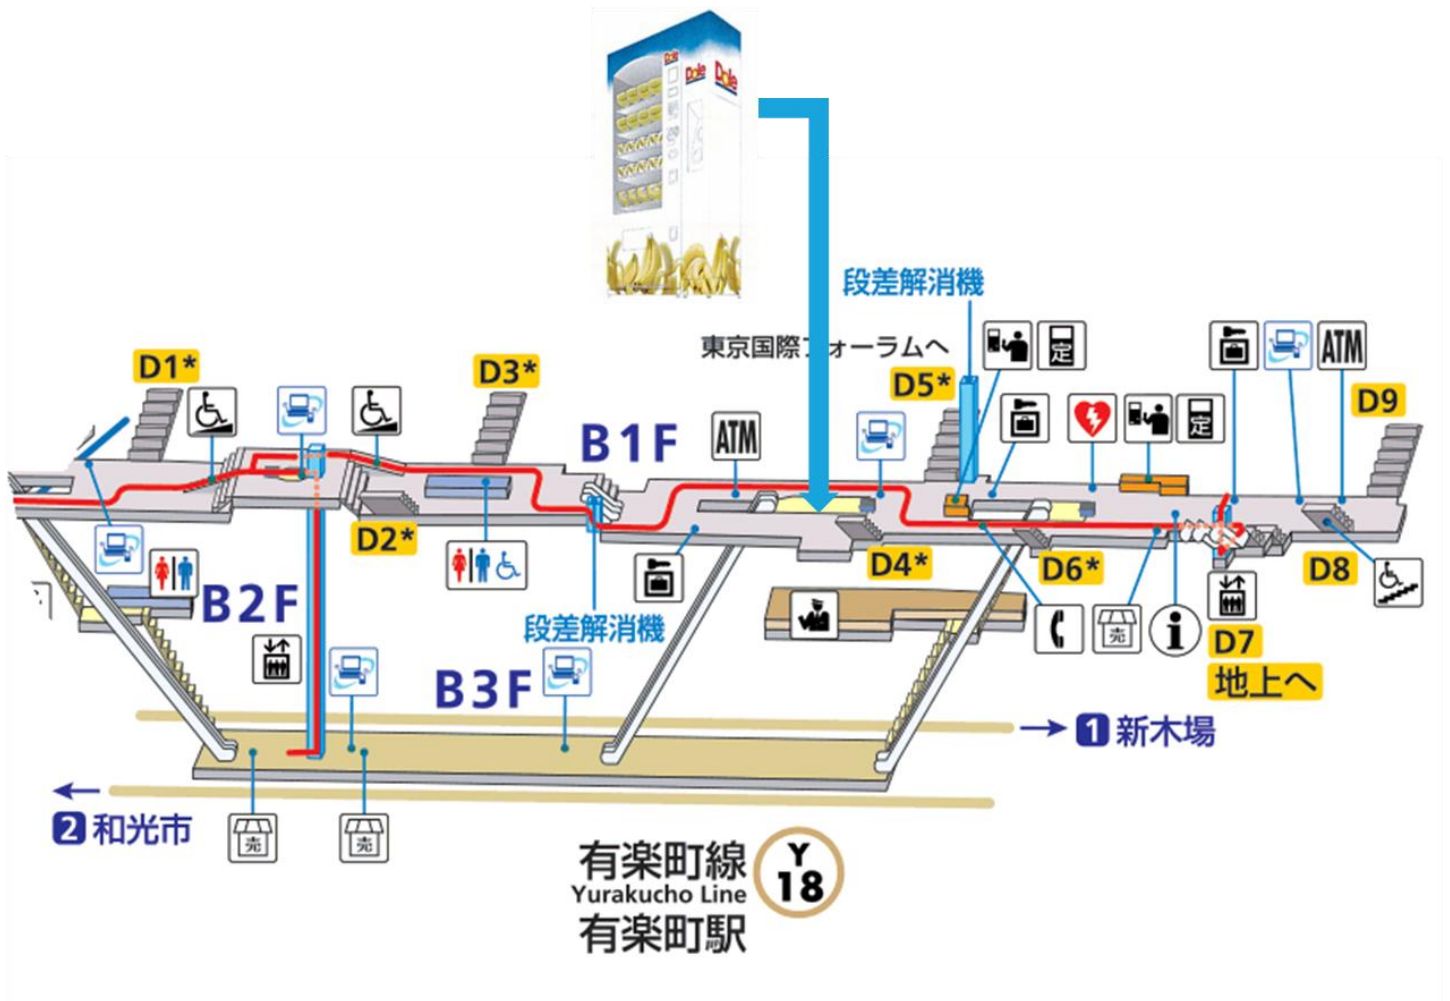 Dole
Dole
Dole
段差解消機
東京国際フォーラムへ
D1*
D3*
D5*
定
ATM
D9
B1F
ATM
定
D2*
D4*
D6*
D8
B2F
段差解消機
売
i
D7
地上へ
B3F
1 新木場
2 和光市
売
売
有楽町線
Yurakucho Line
有楽町駅
Y
18